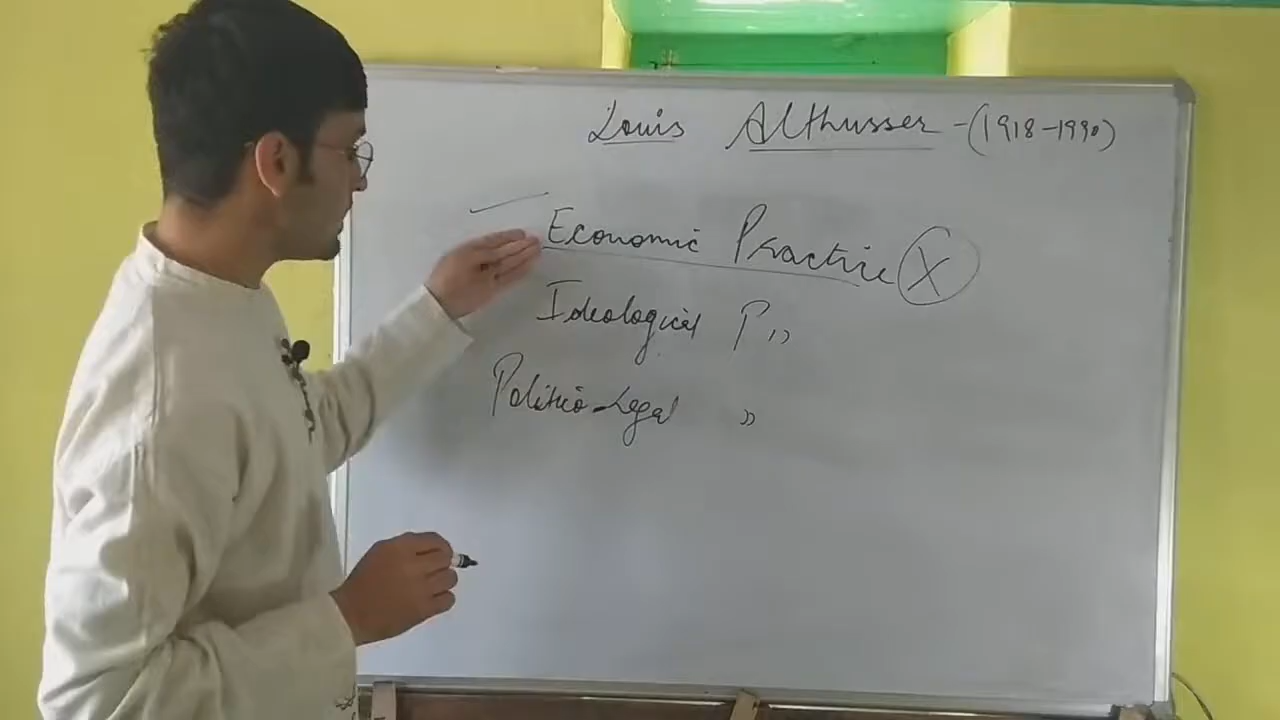 Louis Althusser - (1918-1990)
Economic Practice X
Ideological P ,,
Politico-Legal ,,